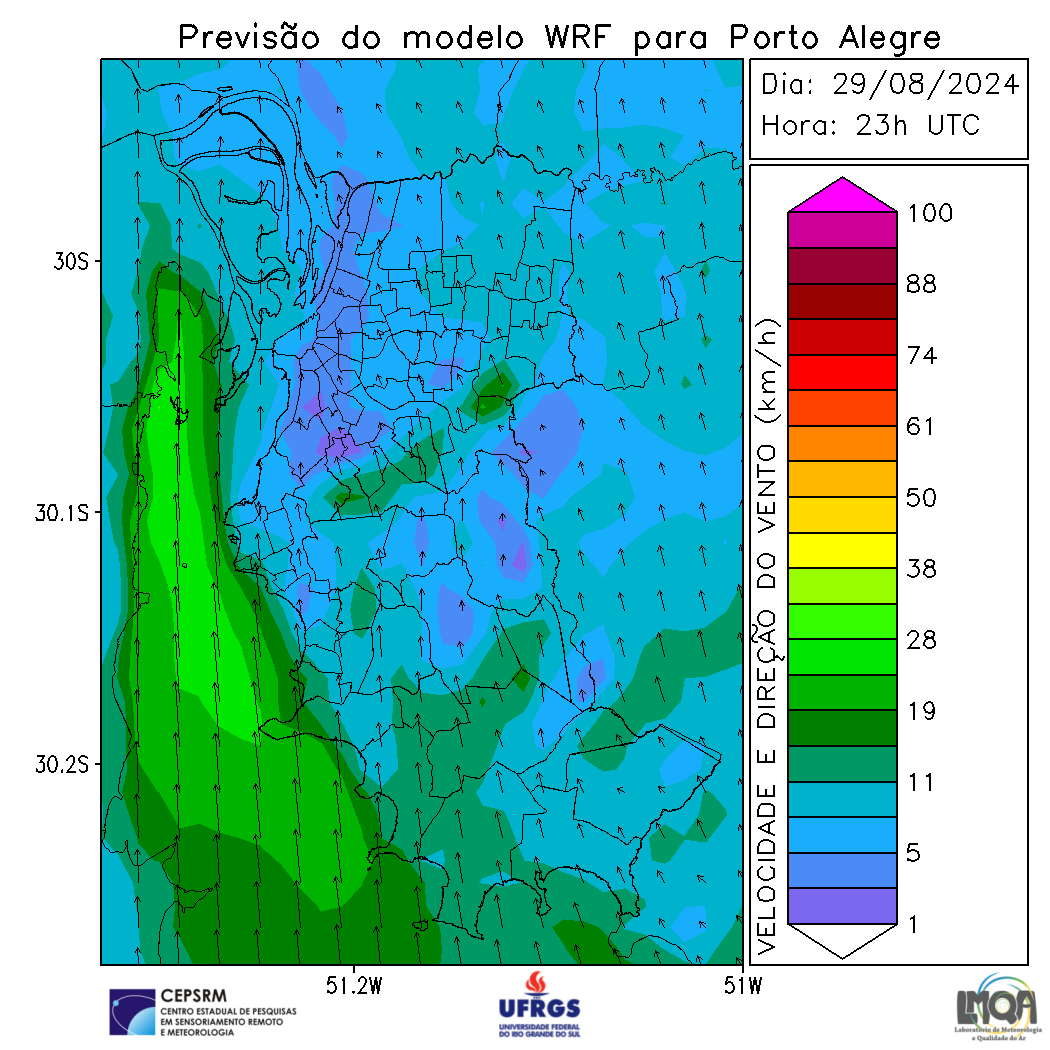 Previsão do modelo WRF para Porto Alegre
Dia: 29/08/2024
Hora: 23h UTC
30S
30.1S
30.2S
51.2W
51W
VELOCIDADE E DIREÇÃO DO VENTO (km/h)
100
88
74
61
50
38
28
19
11
5
1
CEPSRM
CENTRO ESTADUAL DE PESQUISAS
EM SENSORIAMENTO REMOTO
E METEOROLOGIA
UFRGS
UNIVERSIDADE FEDERAL
DO RIO GRANDE DO SUL
LMQA
Laboratório de Meteorologia
e Qualidade do Ar